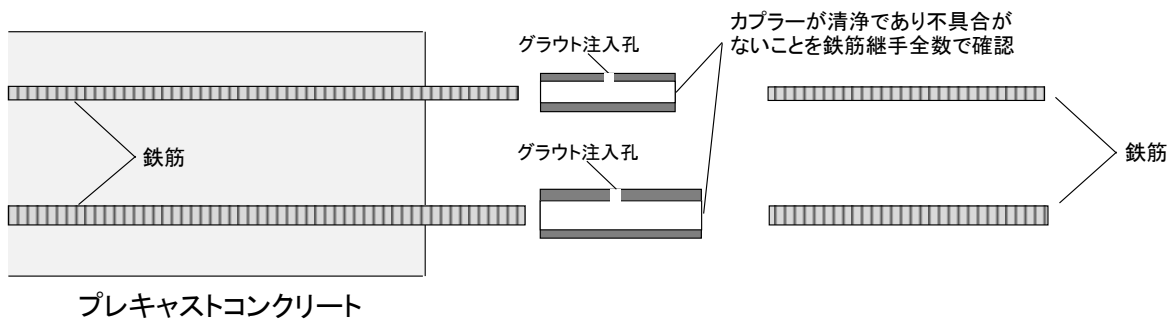 カプラーが清浄であり不具合が
ないことを鉄筋継手全数で確認
グラウト注入孔
グラウト注入孔
鉄筋
鉄筋
プレキャストコンクリート